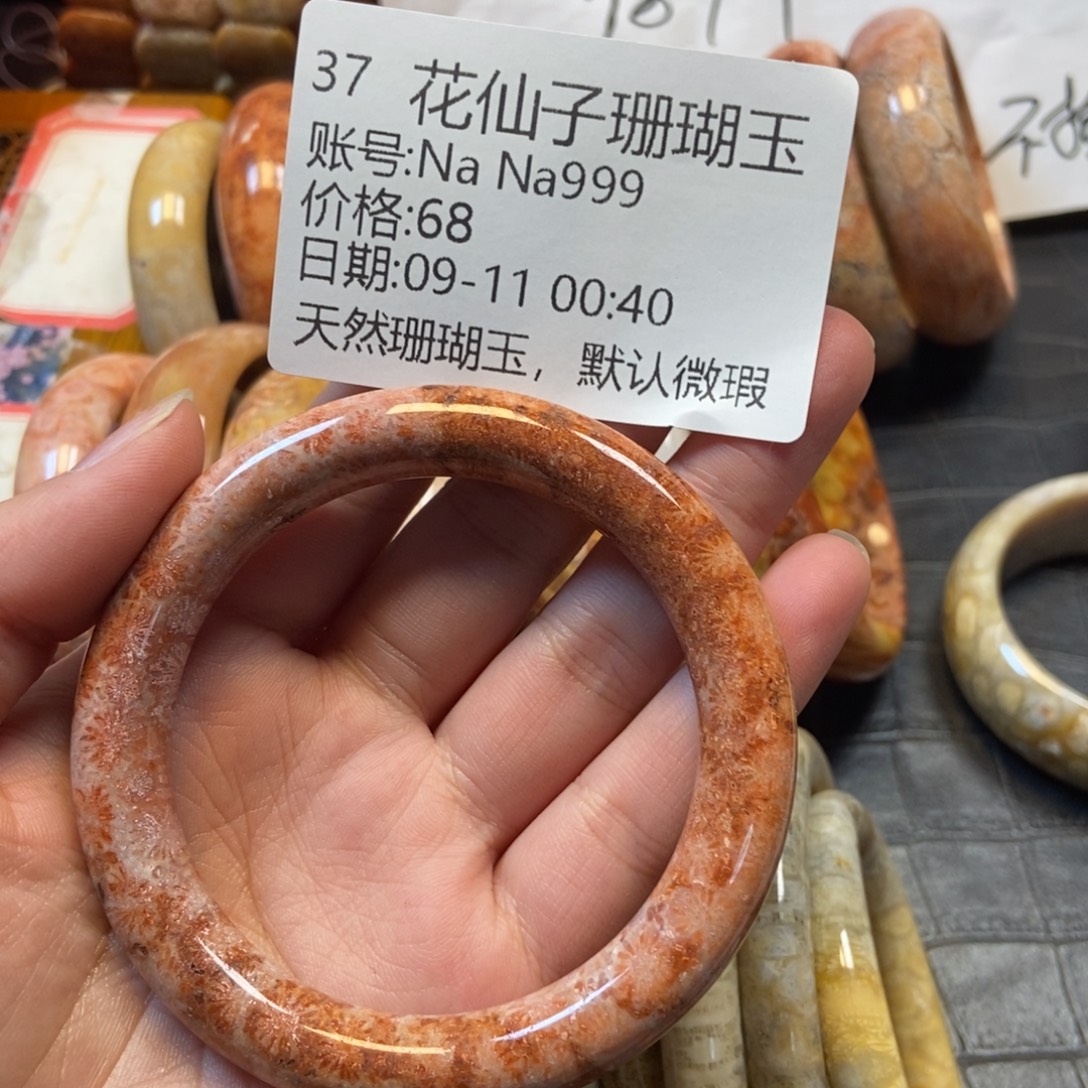 37 花仙子珊瑚玉
账号:Na Na999
价格:68
日期:09-11 00:40
天然珊瑚玉，默认微瑕